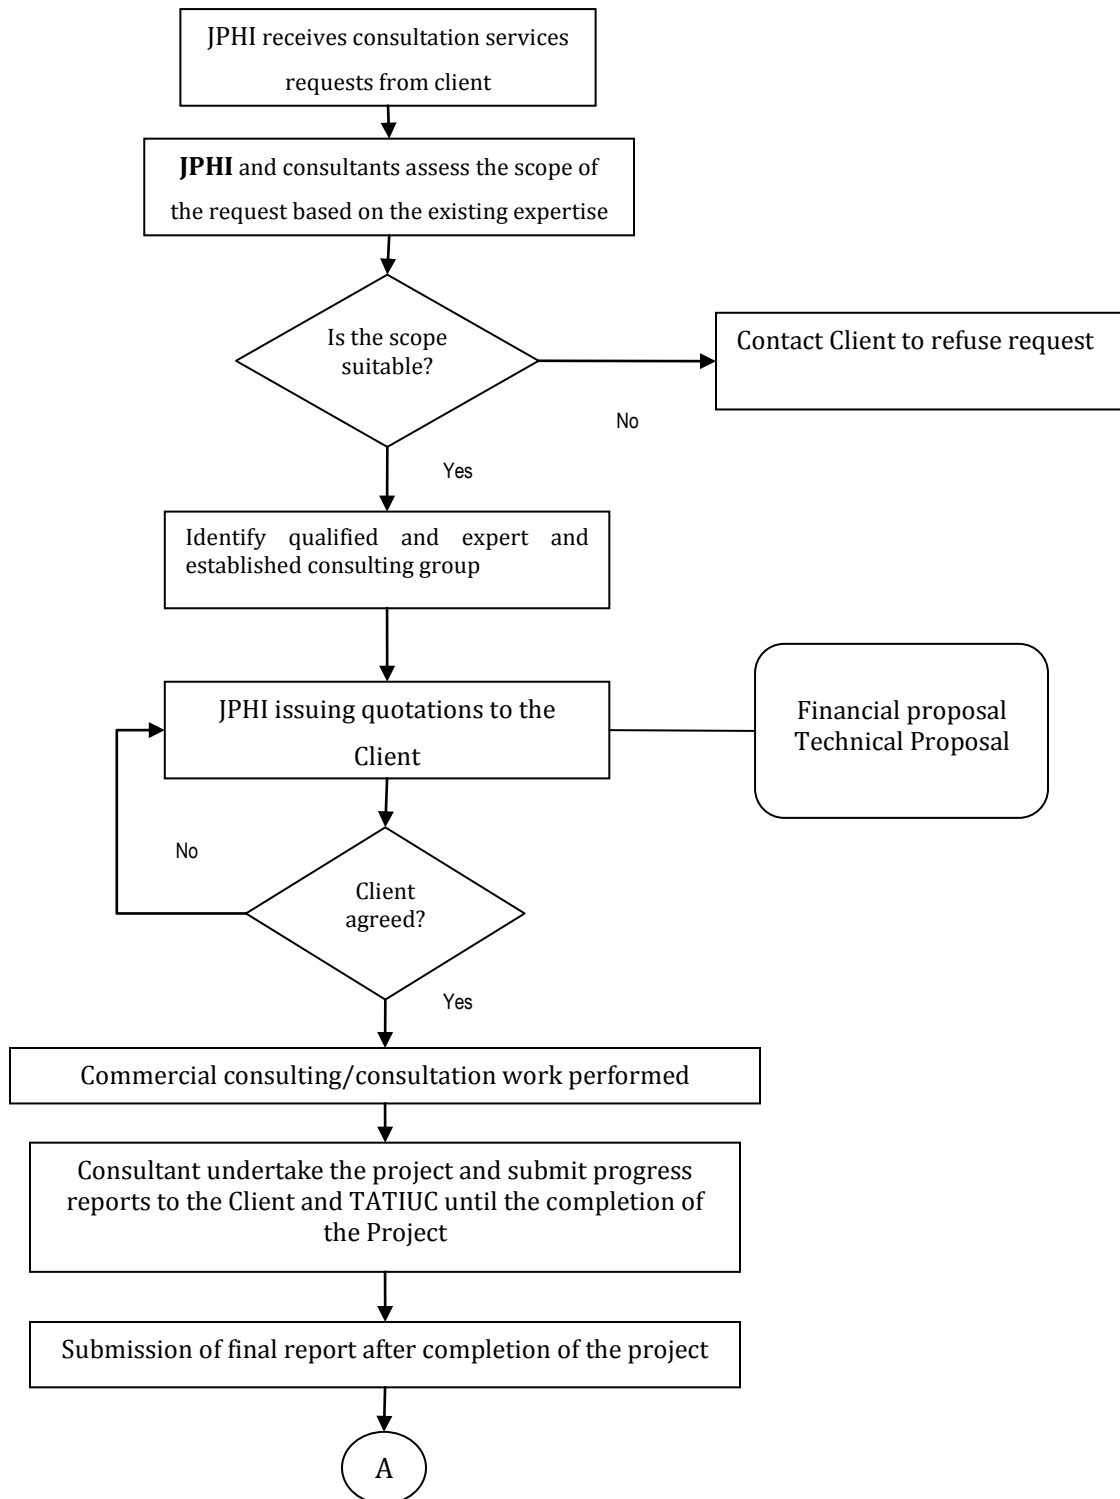 JPHI receives consultation services
requests from client
JPHI and consultants assess the scope of
the request based on the existing expertise
Is the scope
suitable?
Contact Client to refuse request
No
Yes
Identify qualified and expert and
established consulting group
JPHI issuing quotations to the
Client
Financial proposal
Technical Proposal
No
Client
agreed?
Yes
Commercial consulting/consultation work performed
Consultant undertake the project and submit progress
reports to the Client and TATIUC until the completion of
the Project
Submission of final report after completion of the project
A